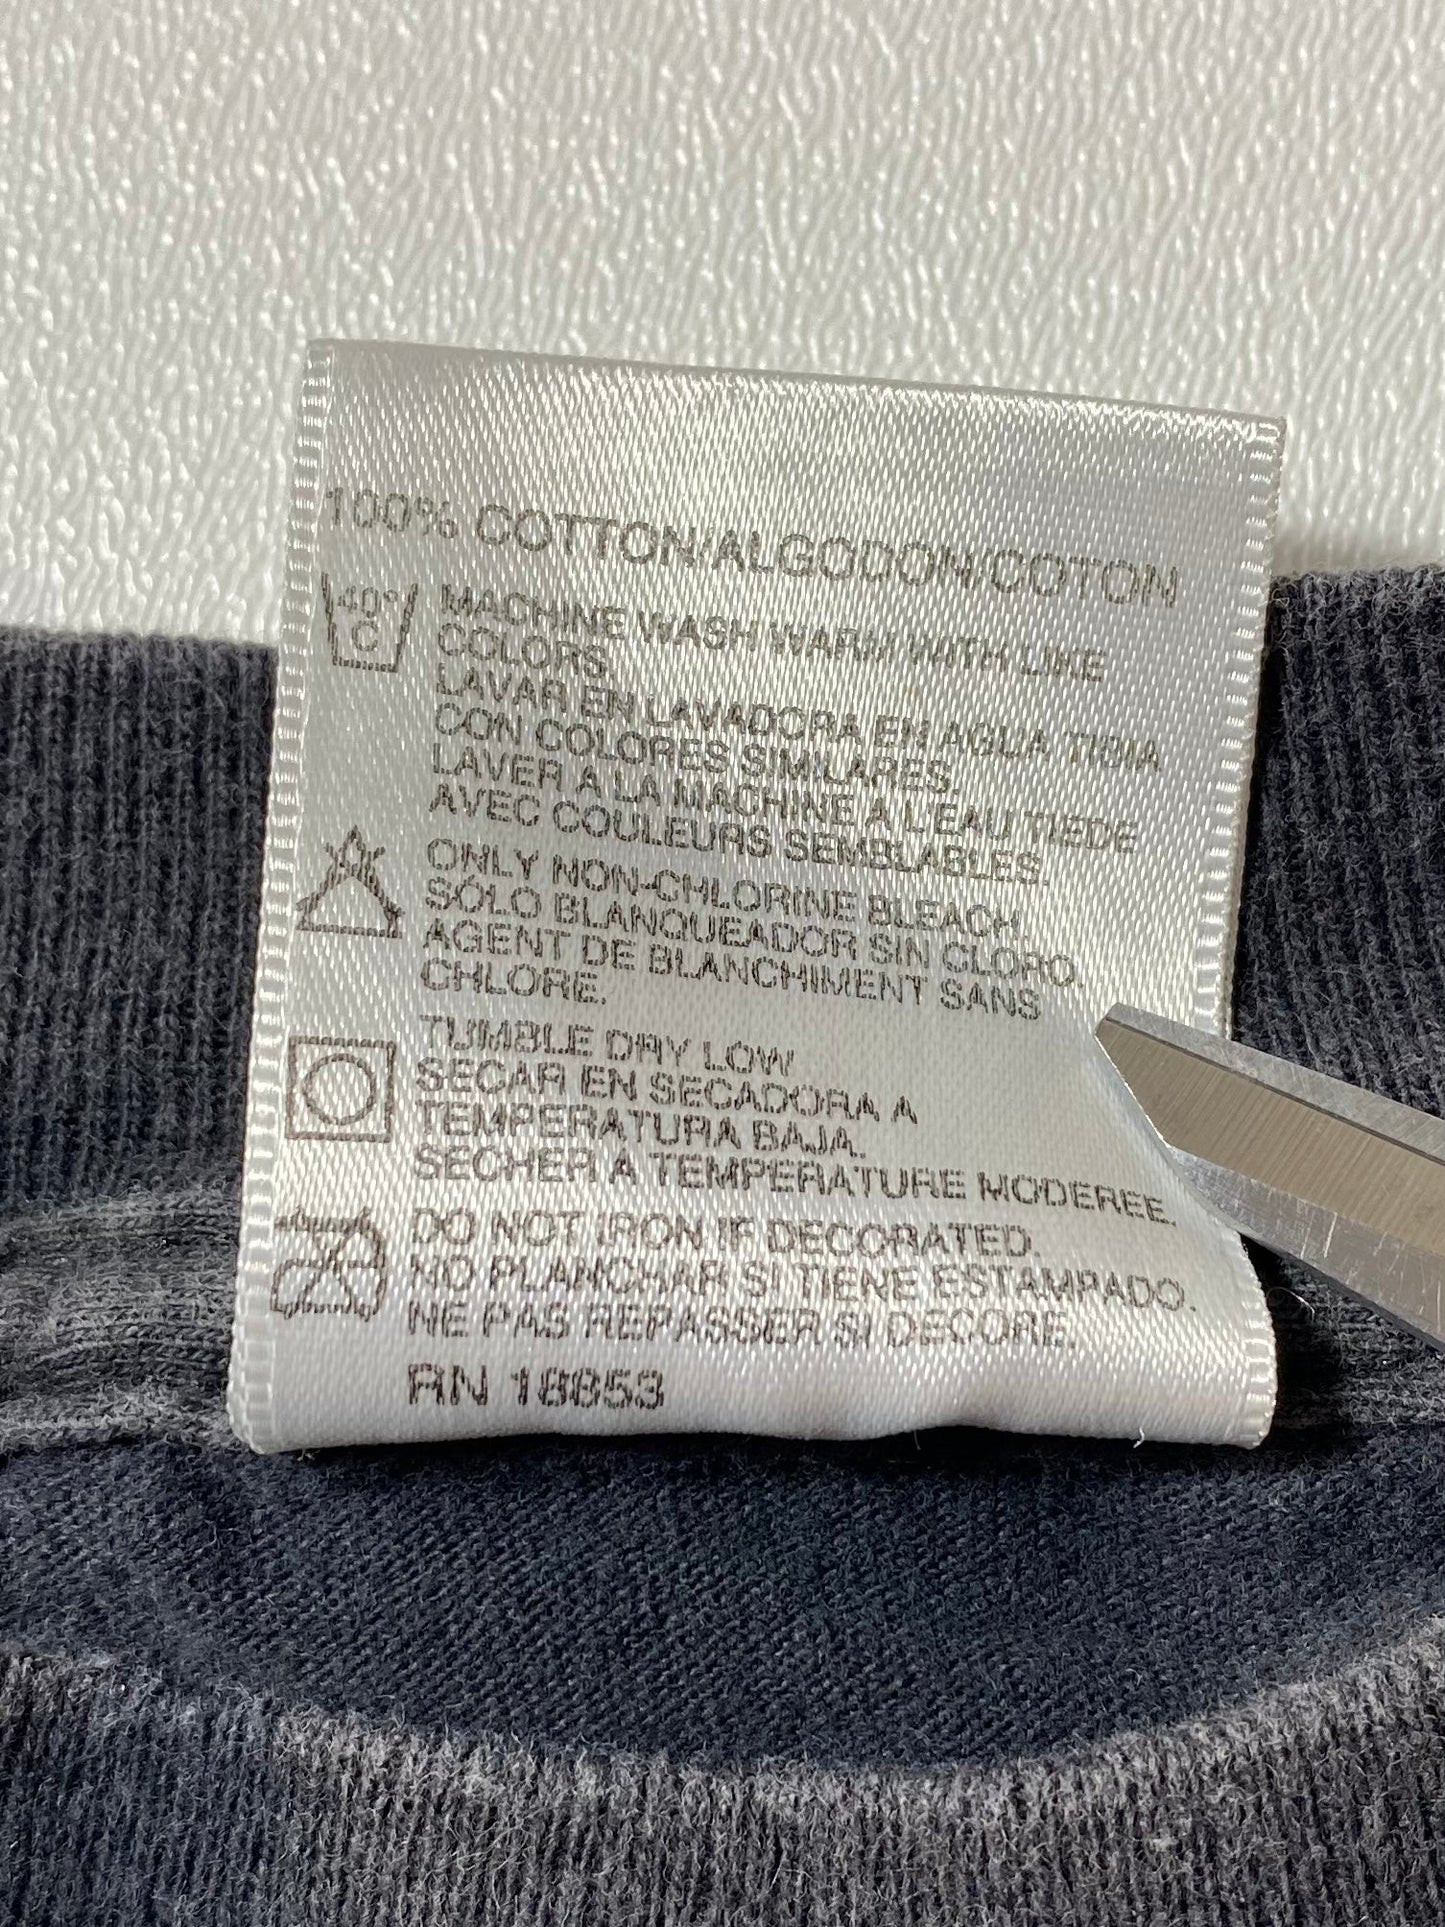 100% COTTON/ALGODON/COTON
40°
C
MACHINE WASH WARM WITH LIKE
COLORS
LAVAR EN LAVADORA EN AGUA TIBIA
CON COLORES SIMILARES.
LAVER A LA MACHINE A L'EAU TIEDE
AVEC COULEURS SEMBLABLES.
ONLY NON-CHLORINE BLEACH
SÓLO BLANQUEADOR SIN CLORO.
AGENT DE BLANCHIMENT SANS
CHLORE.
TUMBLE DRY LOW
SECAR EN SECADORA A
TEMPERATURA BAJA.
SECHER A TEMPERATURE MODEREE.
DO NOT IRON IF DECORATED.
NO PLANCHAR SI TIENE ESTAMPADO.
NE PAS REPASSER SI DECORE.
RN